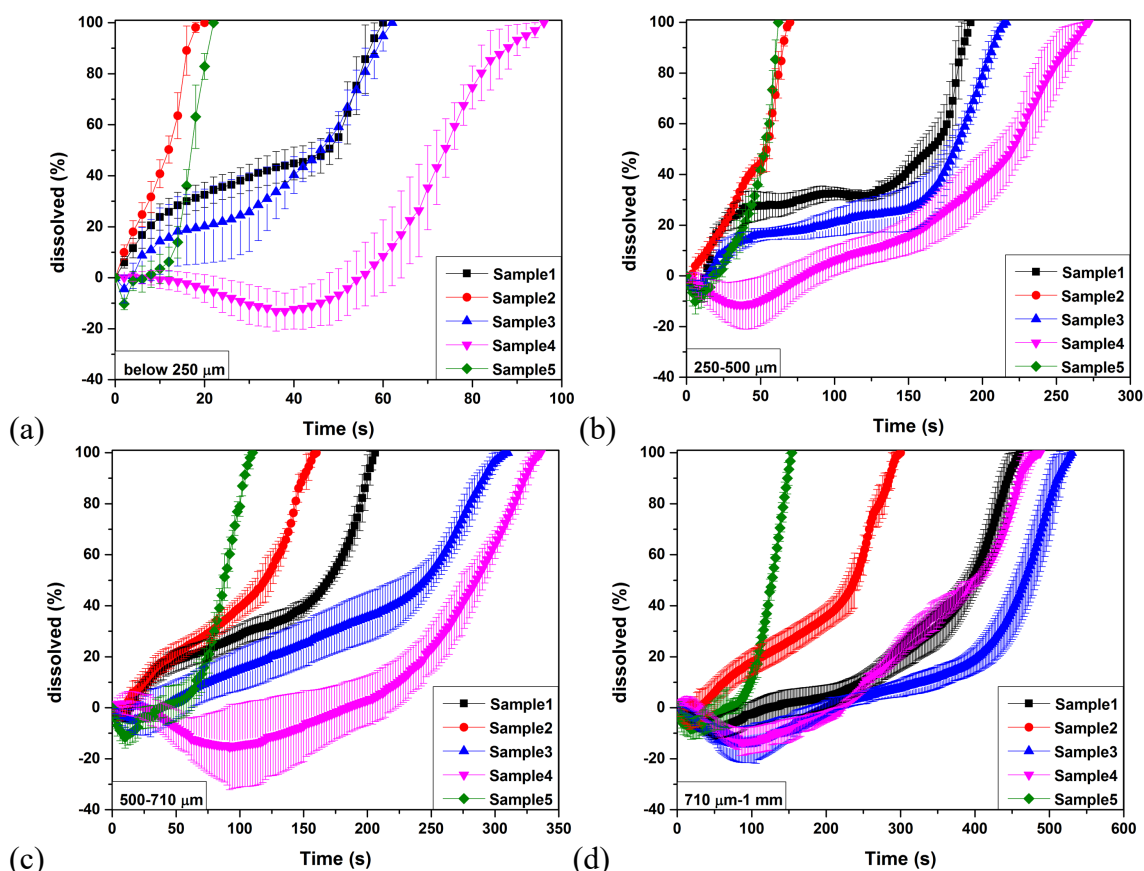 dissolved (%)
100
80
60
40
20
0
-20
-40
Sample1
Sample2
Sample3
Sample4
Sample5
below 250 μm
0 20 40 60 80 100
Time (s)
(a)
dissolved (%)
100
80
60
40
20
0
-20
-40
Sample1
Sample2
Sample3
Sample4
Sample5
250-500 μm
0 50 100 150 200 250 300
Time (s)
(b)
dissolved (%)
100
80
60
40
20
0
-20
-40
Sample1
Sample2
Sample3
Sample4
Sample5
500-710 μm
0 50 100 150 200 250 300 350
Time (s)
(c)
dissolved (%)
100
80
60
40
20
0
-20
-40
Sample1
Sample2
Sample3
Sample4
Sample5
710 μm-1 mm
0 100 200 300 400 500 600
Time (s)
(d)